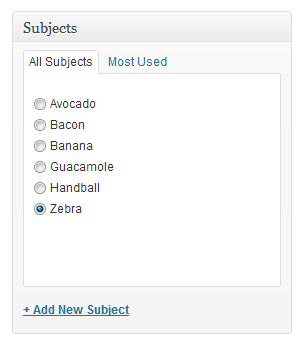 Subjects
All Subjects Most Used
Avocado
Bacon
Banana
Guacamole
Handball
Zebra
+ Add New Subject